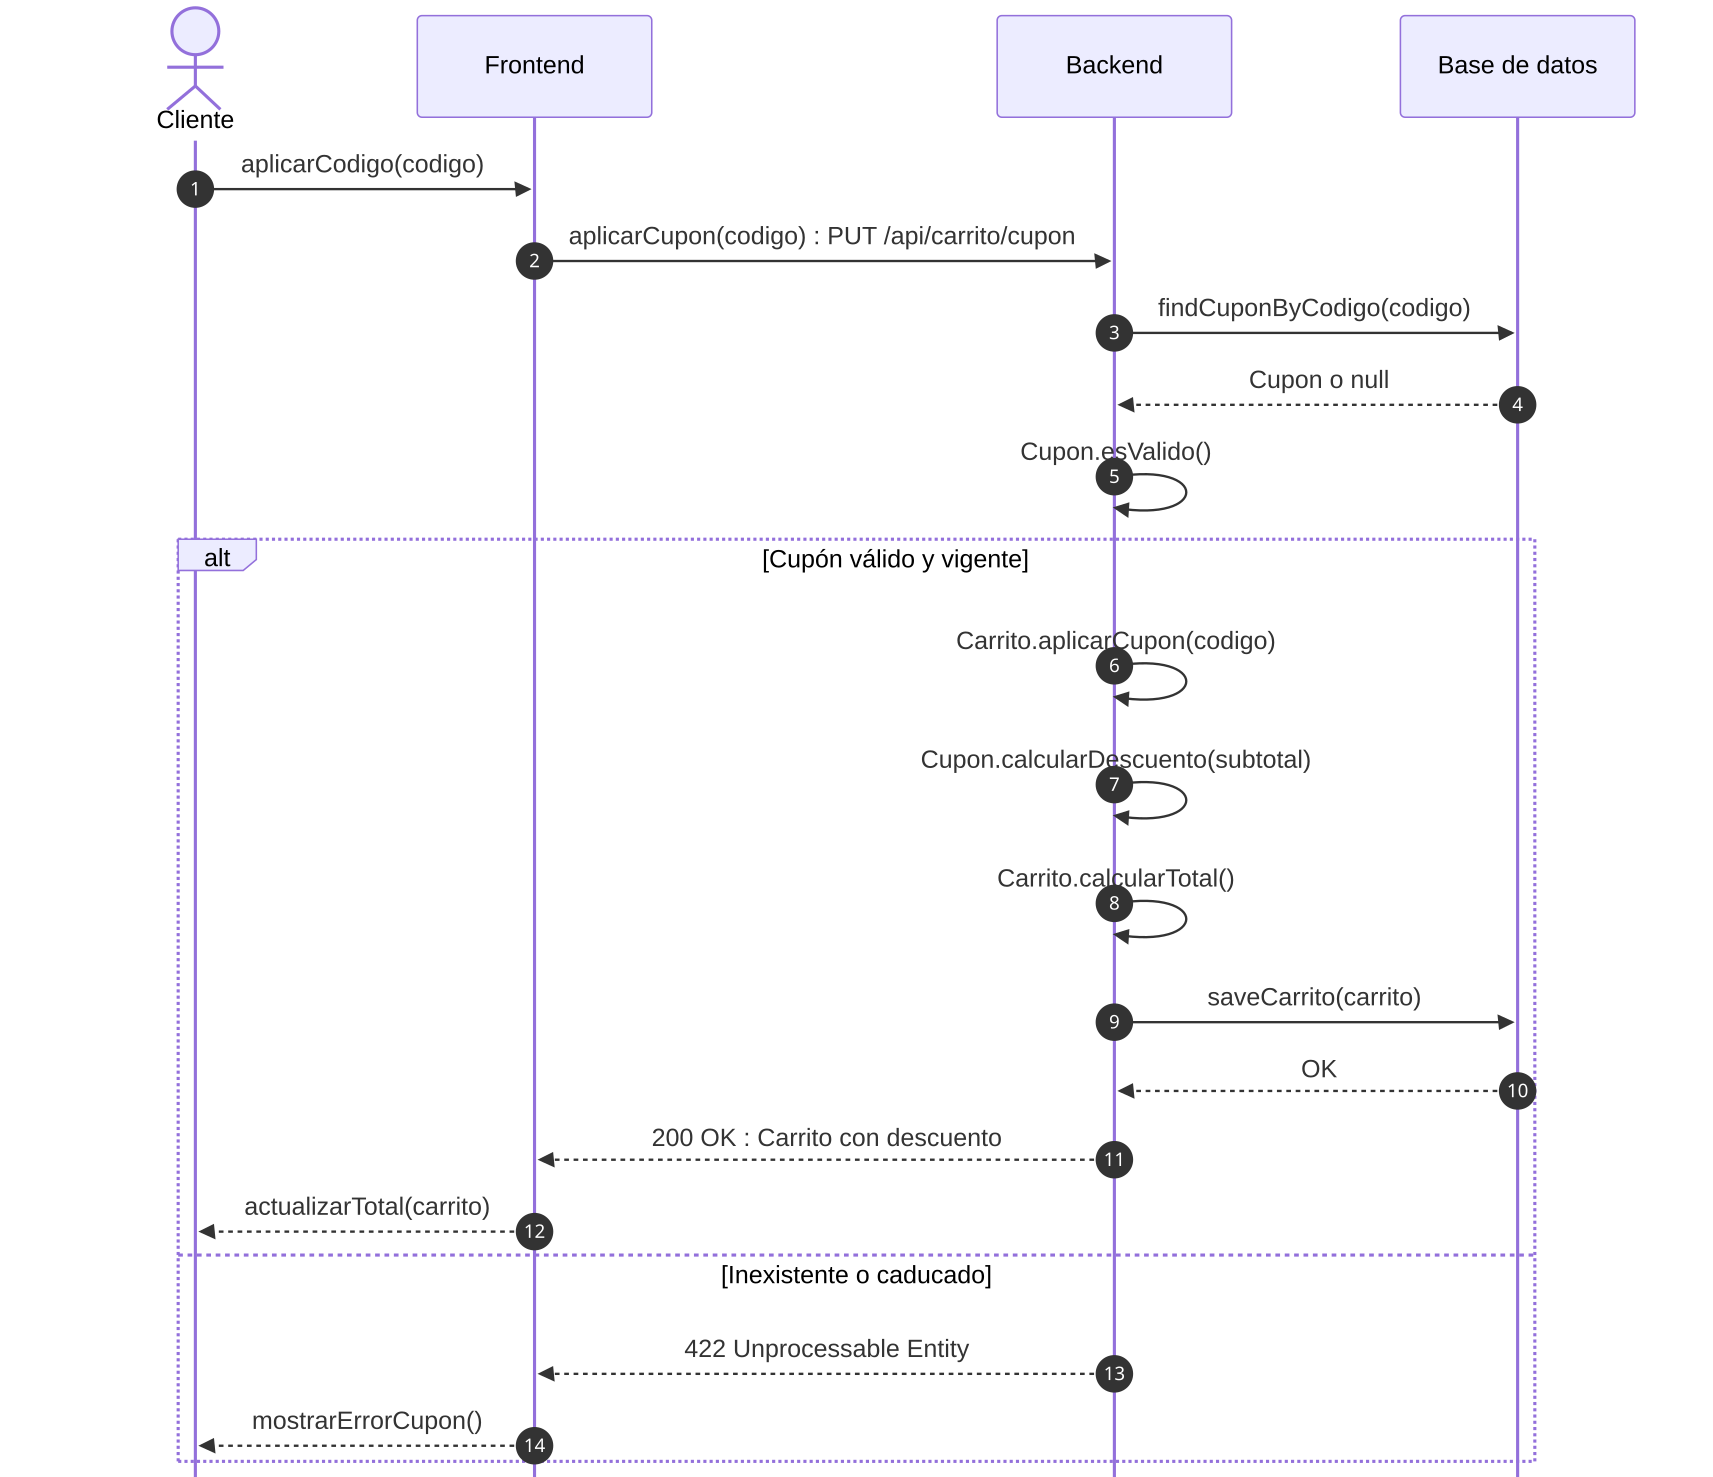 Cliente
Frontend
Backend
Base de datos
aplicarCodigo(codigo)
1
aplicarCupon(codigo) : PUT /api/carrito/cupon
2
findCuponByCodigo(codigo)
3
Cupon o null
4
Cupon.esValido()
5
alt
[Cupón válido y vigente]
Carrito.aplicarCupon(codigo)
6
Cupon.calcularDescuento(subtotal)
7
Carrito.calcularTotal()
8
saveCarrito(carrito)
9
OK
10
200 OK : Carrito con descuento
11
actualizarTotal(carrito)
12
[Inexistente o caducado]
422 Unprocessable Entity
13
mostrarErrorCupon()
14